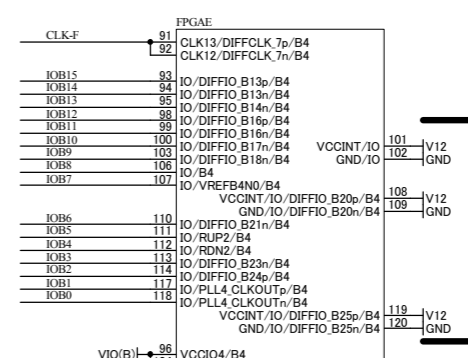 FPGAE
CLK-F 91 CLK13/DIFFCLK_7p/B4
92 CLK12/DIFFCLK_7n/B4
IOB15 93 IO/DIFFIO_B13p/B4
IOB14 94 IO/DIFFIO_B13n/B4
IOB13 95 IO/DIFFIO_B14n/B4
IOB12 98 IO/DIFFIO_B16p/B4
IOB11 99 IO/DIFFIO_B16n/B4
IOB10 100 IO/DIFFIO_B17n/B4 VCCINT/IO 101 V12
IOB9 103 IO/DIFFIO_B18n/B4 GND/IO 102 GND
IOB8 106 IO/B4
IOB7 107 IO/VREFB4N0/B4
VCCINT/IO/DIFFIO_B20p/B4 108 V12
GND/IO/DIFFIO_B20n/B4 109 GND
IOB6 110 IO/DIFFIO_B21n/B4
IOB5 111 IO/RUP2/B4
IOB4 112 IO/RDN2/B4
IOB3 113 IO/DIFFIO_B23n/B4
IOB2 114 IO/DIFFIO_B24p/B4
IOB1 117 IO/PLL4_CLKOUTp/B4
IOB0 118 IO/PLL4_CLKOUTn/B4
VCCINT/IO/DIFFIO_B25p/B4 119 V12
GND/IO/DIFFIO_B25n/B4 120 GND
VIO(B) 96 VCCIO4/B4